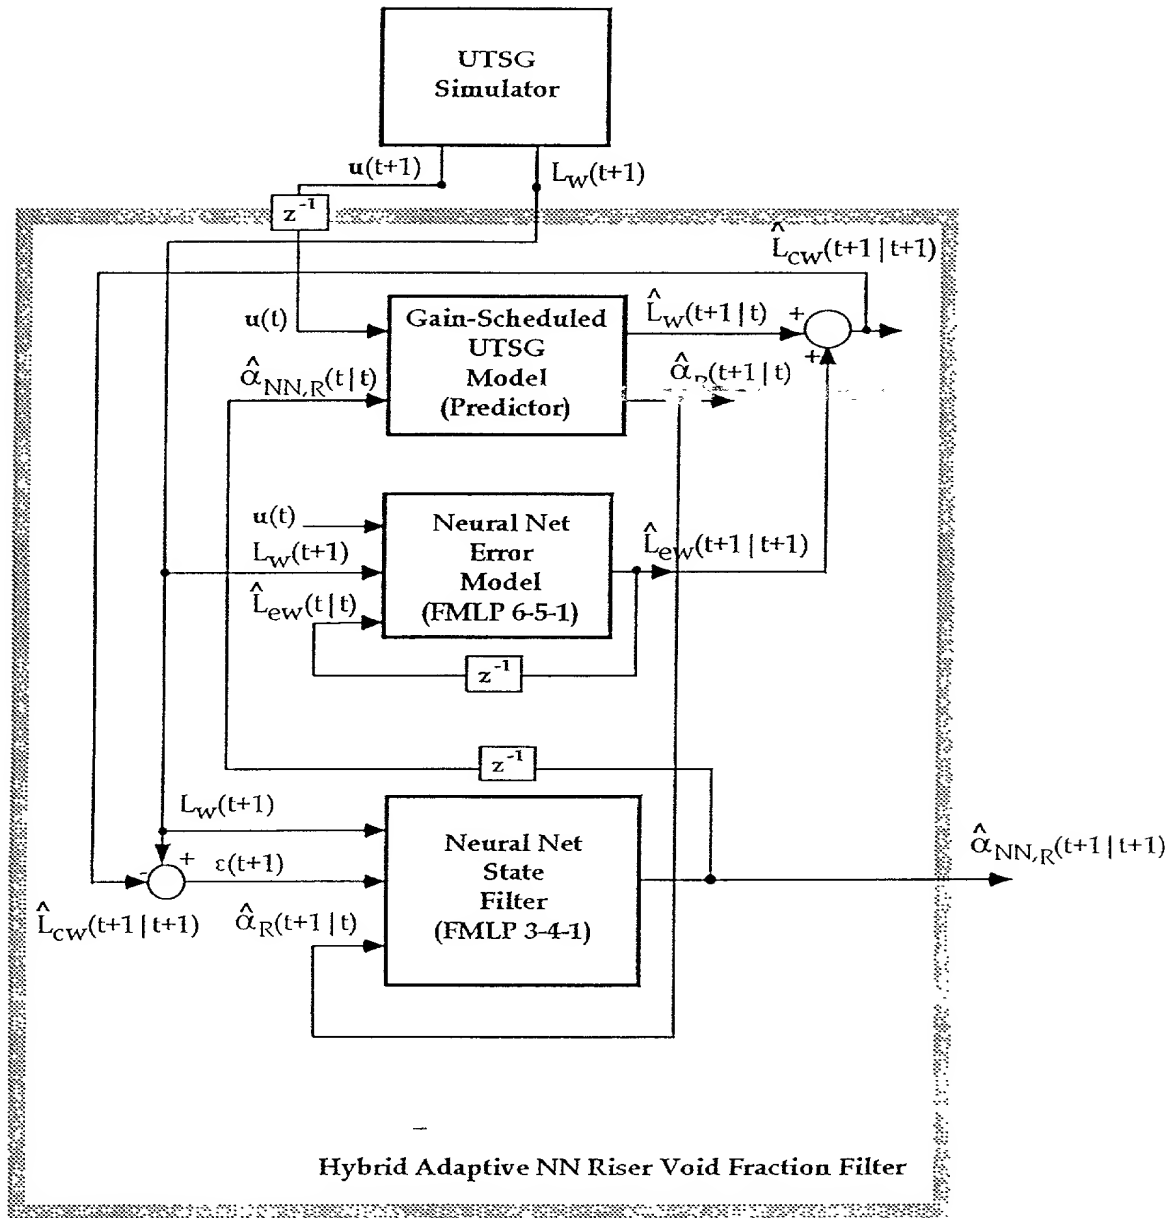 UTSG
Simulator
u(t+1)
L_W(t+1)
z⁻¹
L̂_CW(t+1|t+1)
Gain-Scheduled
UTSG
Model
(Predictor)
u(t)
α̂_NN,R(t|t)
L̂_W(t+1|t)
+
+
α̂_R(t+1|t)
u(t)
L_W(t+1)
L̂_ew(t|t)
Neural Net
Error
Model
(FMLP 6-5-1)
L̂_ew(t+1|t+1)
z⁻¹
z⁻¹
L_W(t+1)
+
-
ε(t+1)
L̂_CW(t+1|t+1)
α̂_R(t+1|t)
Neural Net
State
Filter
(FMLP 3-4-1)
α̂_NN,R(t+1|t+1)
Hybrid Adaptive NN Riser Void Fraction Filter